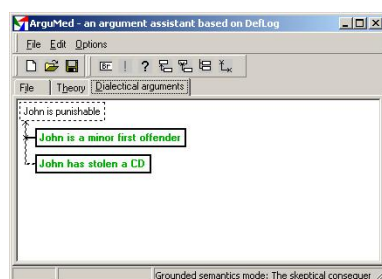 ArguMed - an argument assistant based on DefLog
File Edit Options
File Theory Dialectical arguments
John is punishable
John is a minor first offender
John has stolen a CD
Grounded semantics mode: The skeptical consequer